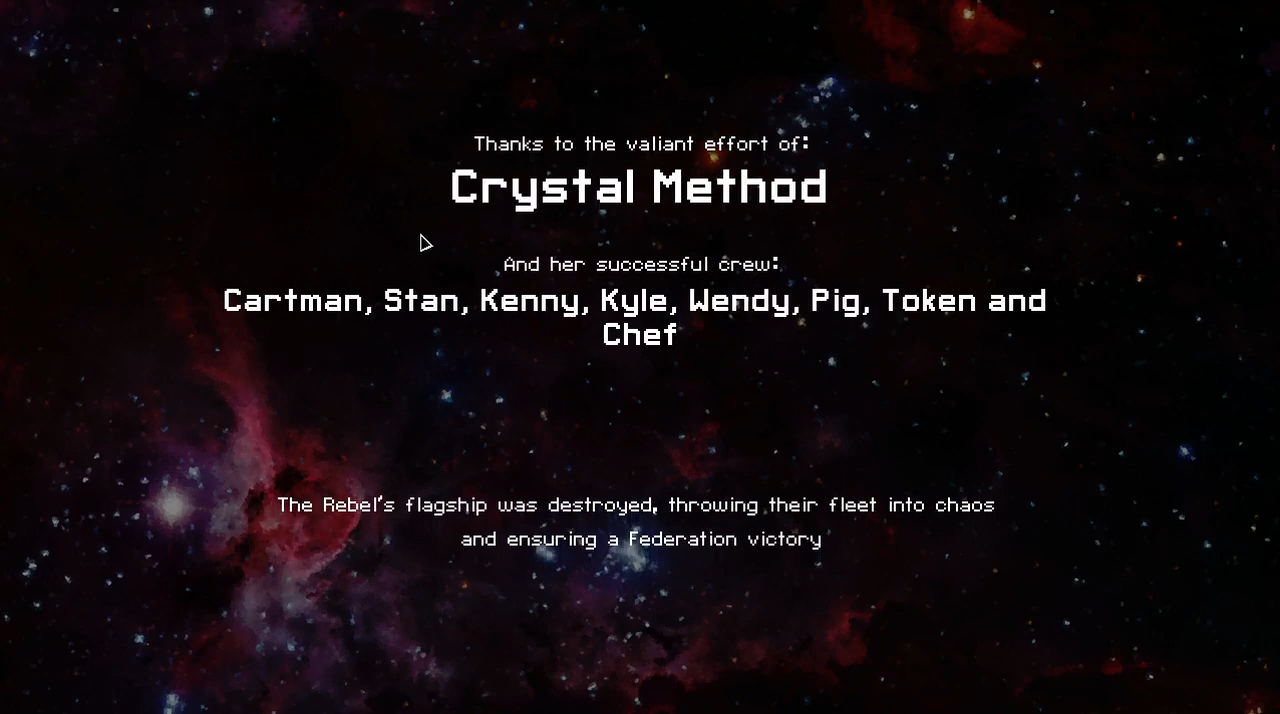 Thanks to the valiant effort of:
Crystal Method
And her successful crew:
Cartman, Stan, Kenny, Kyle, Wendy, Pig, Token and
Chef
The Rebel's flagship was destroyed, throwing their fleet into chaos
and ensuring a Federation victory